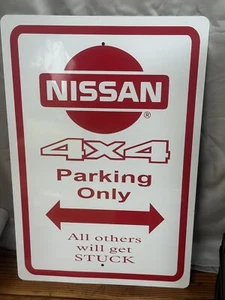 NISSAN
®
4x4
Parking
Only
All others
will get
STUCK